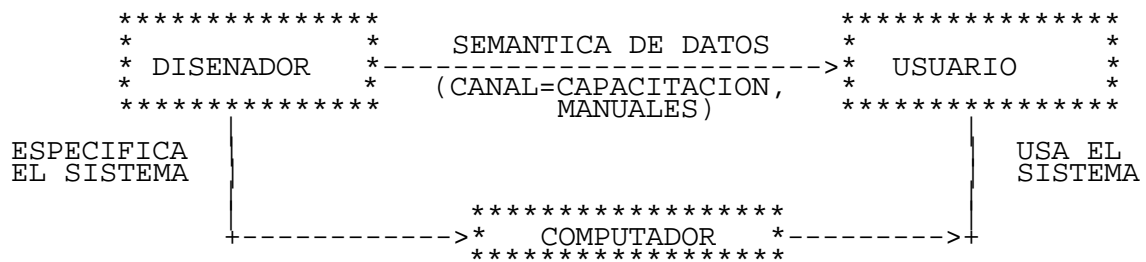 SEMANTICA DE DATOS
DISENADOR
USUARIO
(CANAL=CAPACITACION,
MANUALES)
ESPECIFICA
EL SISTEMA
USA EL
SISTEMA
COMPUTADOR